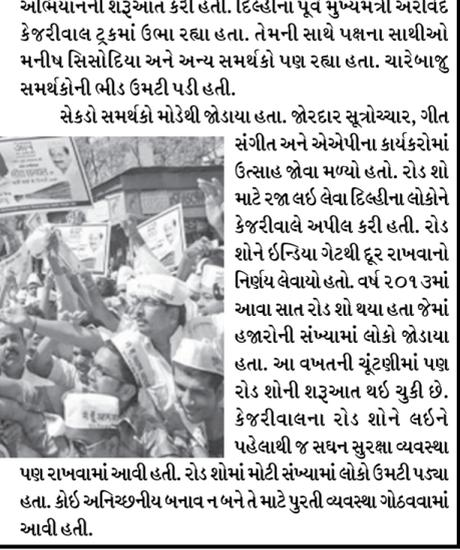 અભિયાનની શરૂઆત કરી હતી. દિલ્હીના પૂર્વ મુખ્યમંત્રી અરવિંદ
કેજરીવાલ ટ્રકમાં ઉભા રહ્યા હતા. તેમની સાથે પક્ષના સાથીઓ
મનીષ સિસોદિયા અને અન્ય સમર્થકો પણ રહ્યા હતા. ચારેબાજુ
સમર્થકોની ભીડ ઉમટી પડી હતી.
સેકડો સમર્થકો મોડેથી જોડાયા હતા. જોરદાર સૂત્રોચ્ચાર, ગીત
સંગીત અને એએપીના કાર્યકરોમાં
ઉત્સાહ જોવા મળ્યો હતો. રોડ શો
માટે રજા લઇ લેવા દિલ્હીના લોકોને
કેજરીવાલે અપીલ કરી હતી. રોડ
શોને ઇન્ડિયા ગેટથી દૂર રાખવાનો
નિર્ણય લેવાયો હતો. વર્ષ ૨૦૧૩માં
આવા સાત રોડ શો થયા હતા જેમાં
હજારોની સંખ્યામાં લોકો જોડાયા
હતા. આ વખતની ચૂંટણીમાં પણ
રોડ શોની શરૂઆત થઇ ચુકી છે.
કેજરીવાલના રોડ શોને લઇને
પહેલાથી જ સઘન સુરક્ષા વ્યવસ્થા
પણ રાખવામાં આવી હતી. રોડ શોમાં મોટી સંખ્યામાં લોકો ઉમટી પડ્યા
હતા. કોઇ અનિચ્છનીય બનાવ ન બને તે માટે પુરતી વ્યવસ્થા ગોઠવવામાં
આવી હતી.